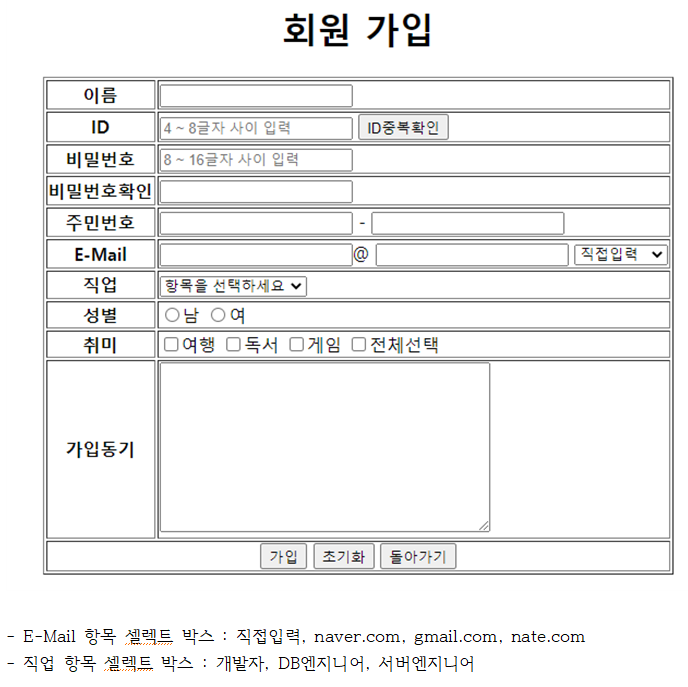 회원 가입
이름
ID 4 ~ 8글자 사이 입력 ID중복확인
비밀번호 8 ~ 16글자 사이 입력
비밀번호확인
주민번호 -
E-Mail @ 직접입력
직업 항목을 선택하세요
성별 남 여
취미 여행 독서 게임 전체선택
가입동기
가입 초기화 돌아가기
- E-Mail 항목 셀렉트 박스 : 직접입력, naver.com, gmail.com, nate.com
- 직업 항목 셀렉트 박스 : 개발자, DB엔지니어, 서버엔지니어